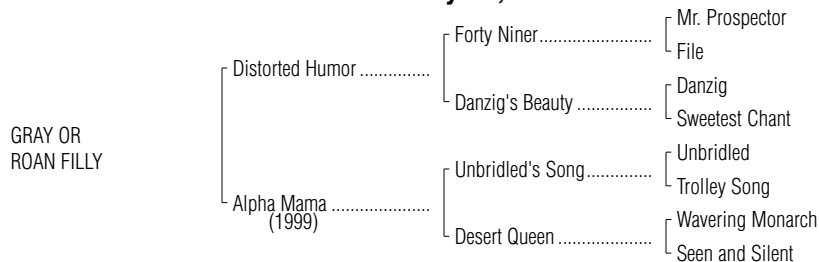 Mr. Prospector
Forty Niner
File
Distorted Humor
Danzig
Danzig's Beauty
Sweetest Chant
GRAY OR
ROAN FILLY
Unbridled
Unbridled's Song
Trolley Song
Alpha Mama
(1999)
Wavering Monarch
Desert Queen
Seen and Silent